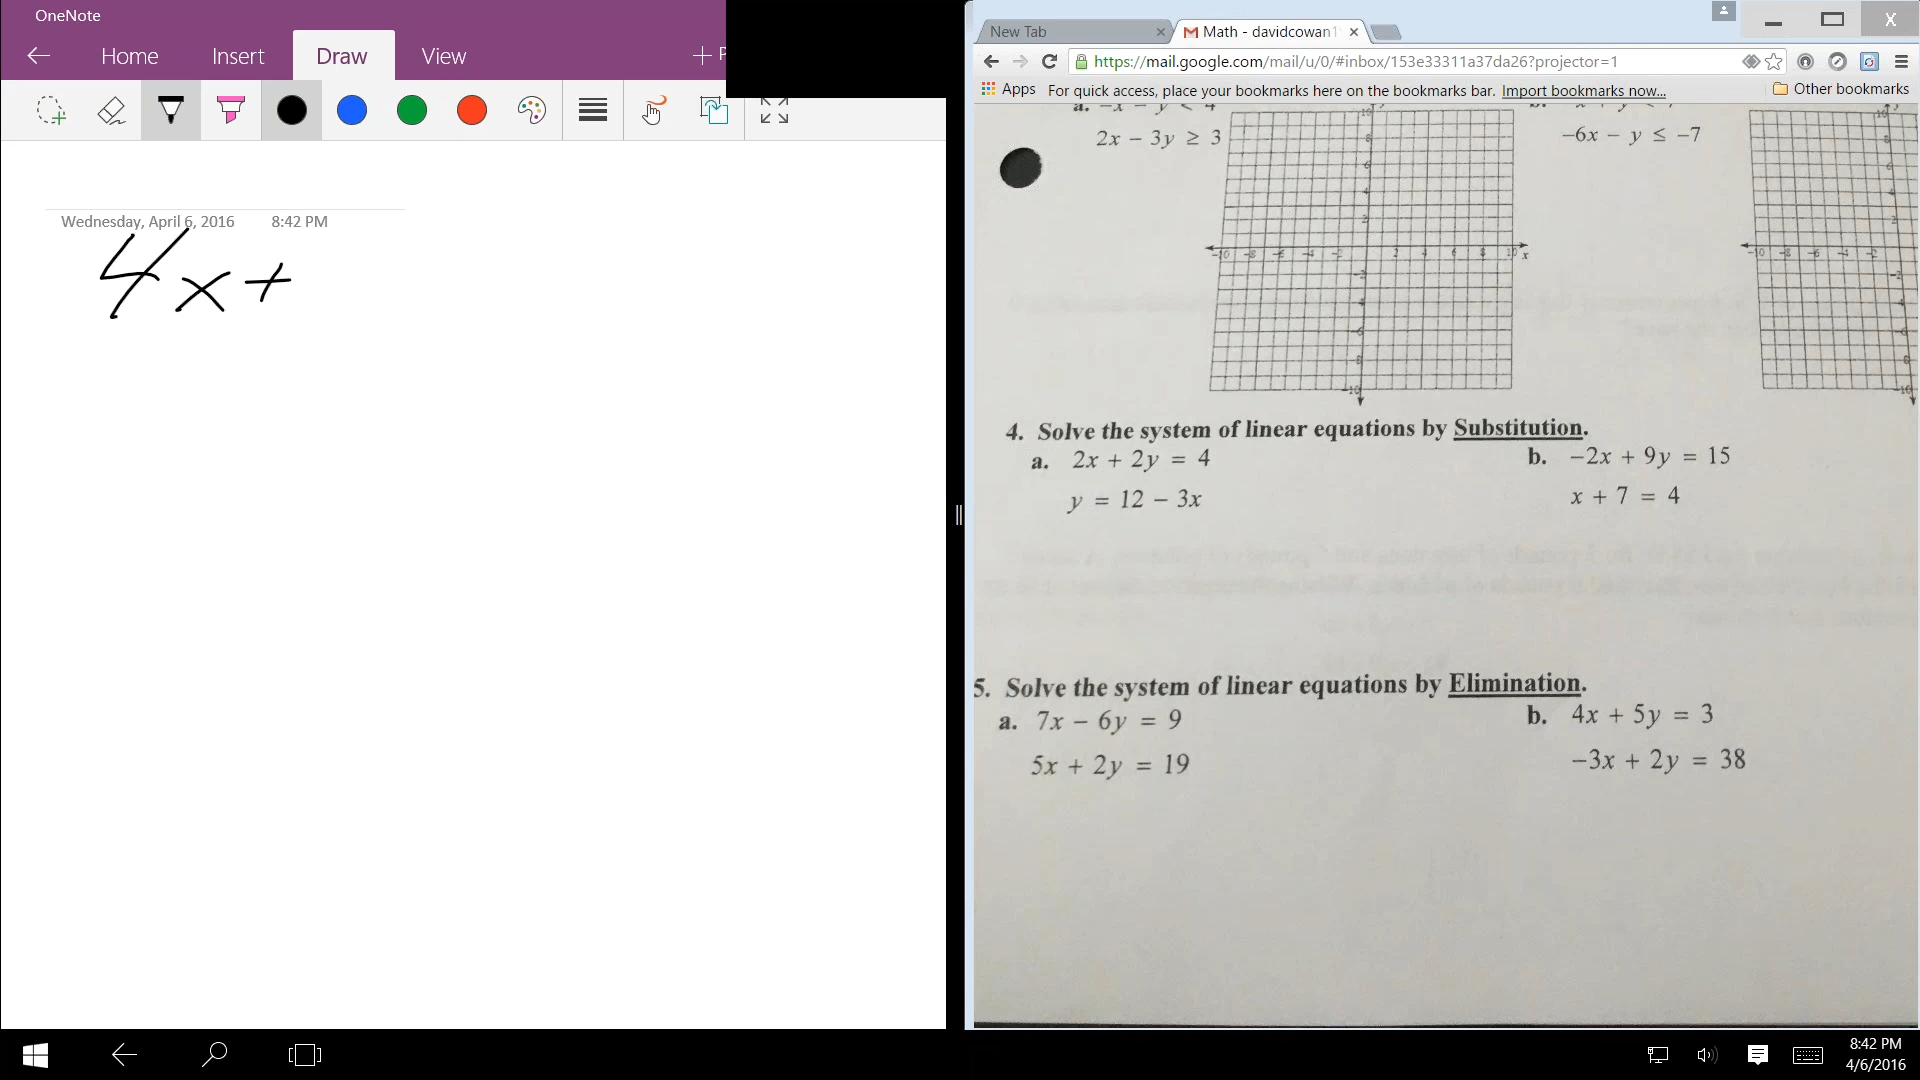 OneNote
Home Insert Draw View
Wednesday, April 6, 2016 8:42 PM
4x+
New Tab
Math - davidcowan1
https://mail.google.com/mail/u/0/#inbox/153e33311a37da26?projector=1
Apps For quick access, place your bookmarks here on the bookmarks bar. Import bookmarks now... Other bookmarks
2x − 3y ≥ 3
−6x − y ≤ −7
4. Solve the system of linear equations by Substitution.
a. 2x + 2y = 4
y = 12 − 3x
b. −2x + 9y = 15
x + 7 = 4
5. Solve the system of linear equations by Elimination.
a. 7x − 6y = 9
5x + 2y = 19
b. 4x + 5y = 3
−3x + 2y = 38
8:42 PM
4/6/2016